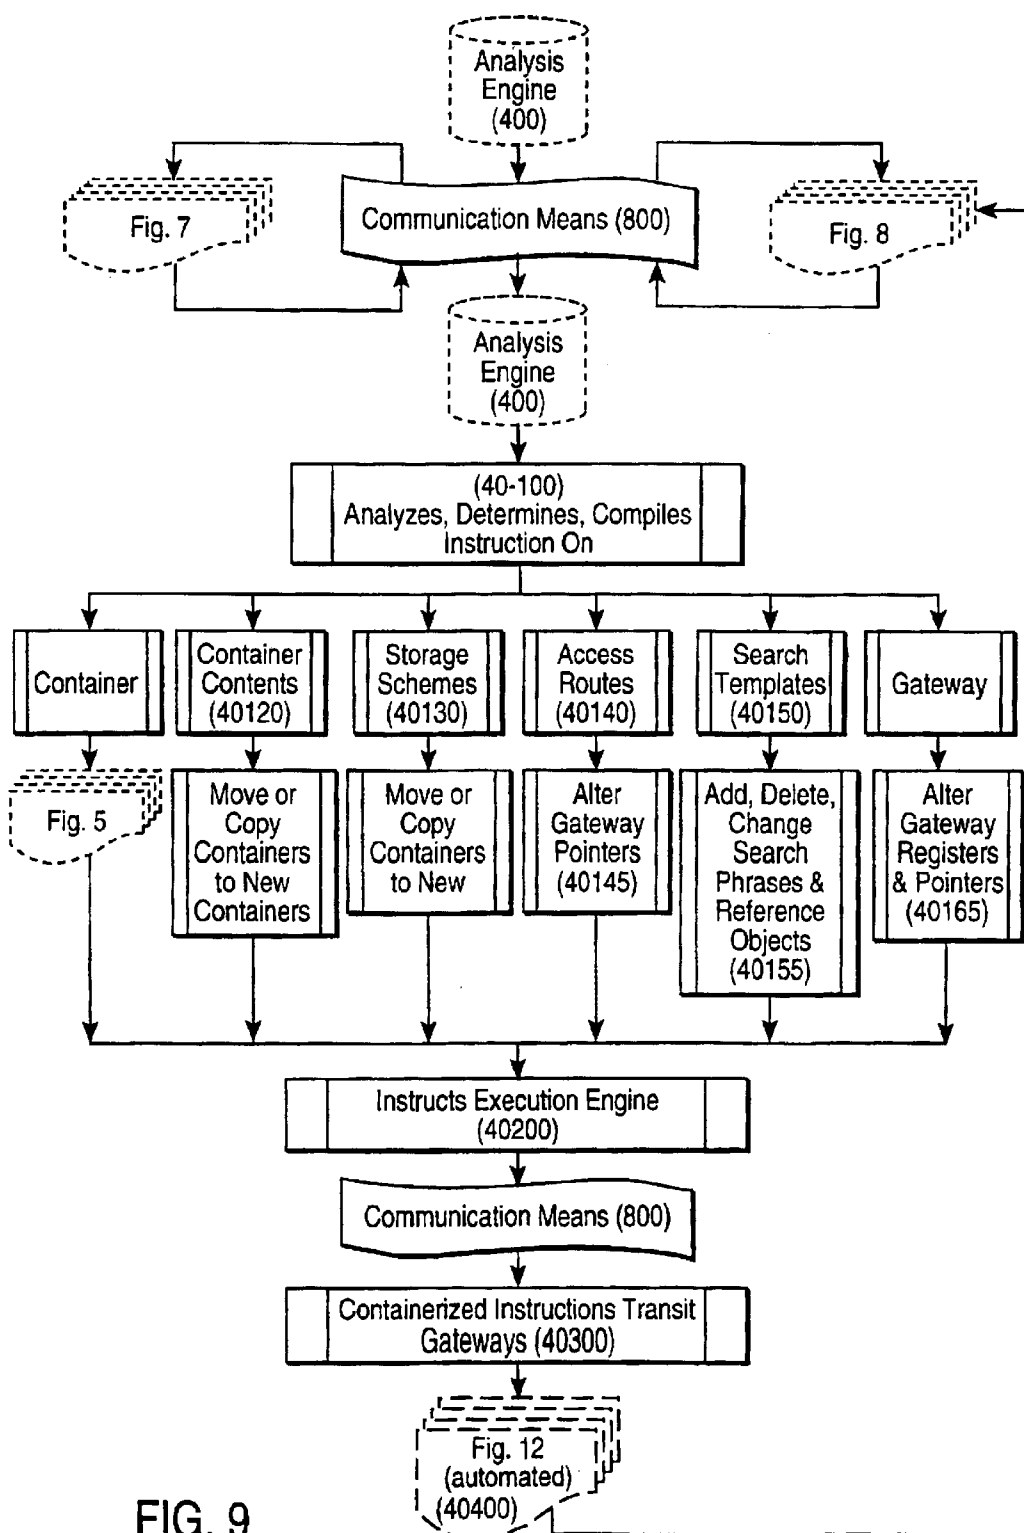 Analysis
Engine
(400)
Fig. 7
Communication Means (800)
Fig. 8
Analysis
Engine
(400)
(40-100)
Analyzes, Determines, Compiles
Instruction On
Container
Container
Contents
(40120)
Storage
Schemes
(40130)
Access
Routes
(40140)
Search
Templates
(40150)
Gateway
Fig. 5
Move or
Copy
Containers
to New
Containers
Move or
Copy
Containers
to New
Alter
Gateway
Pointers
(40145)
Add, Delete,
Change
Search
Phrases &
Reference
Objects
(40155)
Alter
Gateway
Registers
& Pointers
(40165)
Instructs Execution Engine
(40200)
Communication Means (800)
Containerized Instructions Transit
Gateways (40300)
Fig. 12
(automated)
(40400)
FIG. 9